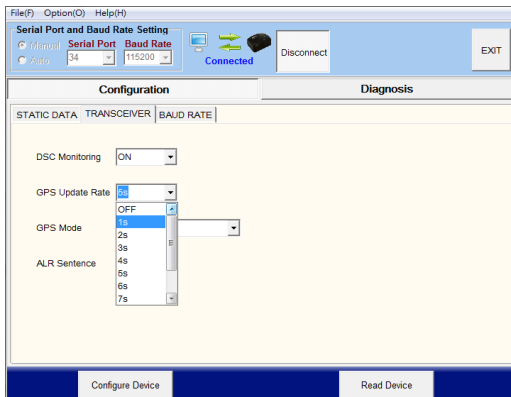 File(F) Option(O) Help(H)
Serial Port and Baud Rate Setting
Manual Serial Port Baud Rate
Auto 34 115200
Connected
Disconnect
EXIT
Configuration Diagnosis
STATIC DATA TRANSCEIVER BAUD RATE
DSC Monitoring ON
GPS Update Rate 5s
OFF
1s
GPS Mode
2s
3s
4s
ALR Sentence
5s
6s
7s
Configure Device Read Device